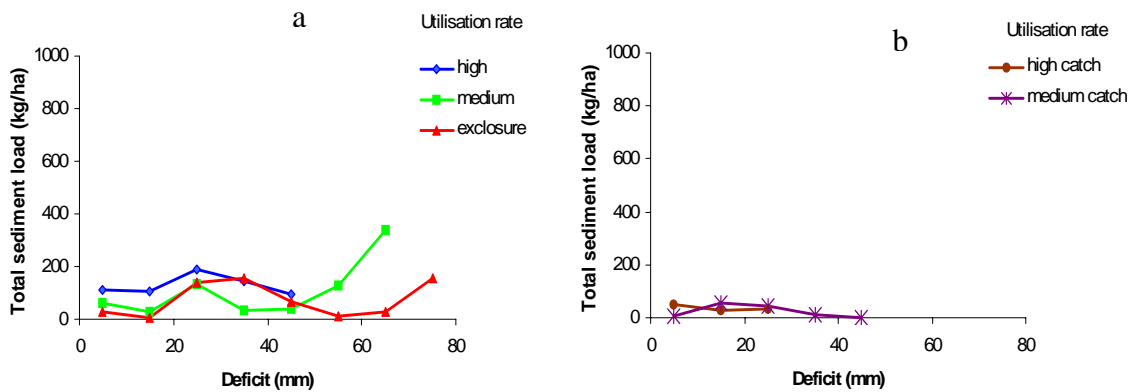 a
Utilisation rate
high
medium
exclosure
Total sediment load (kg/ha)
1000
800
600
400
200
0
0 20 40 60 80
Deficit (mm)
b
Utilisation rate
high catch
medium catch
Total sediment load (kg/ha)
1000
800
600
400
200
0
0 20 40 60 80
Deficit (mm)